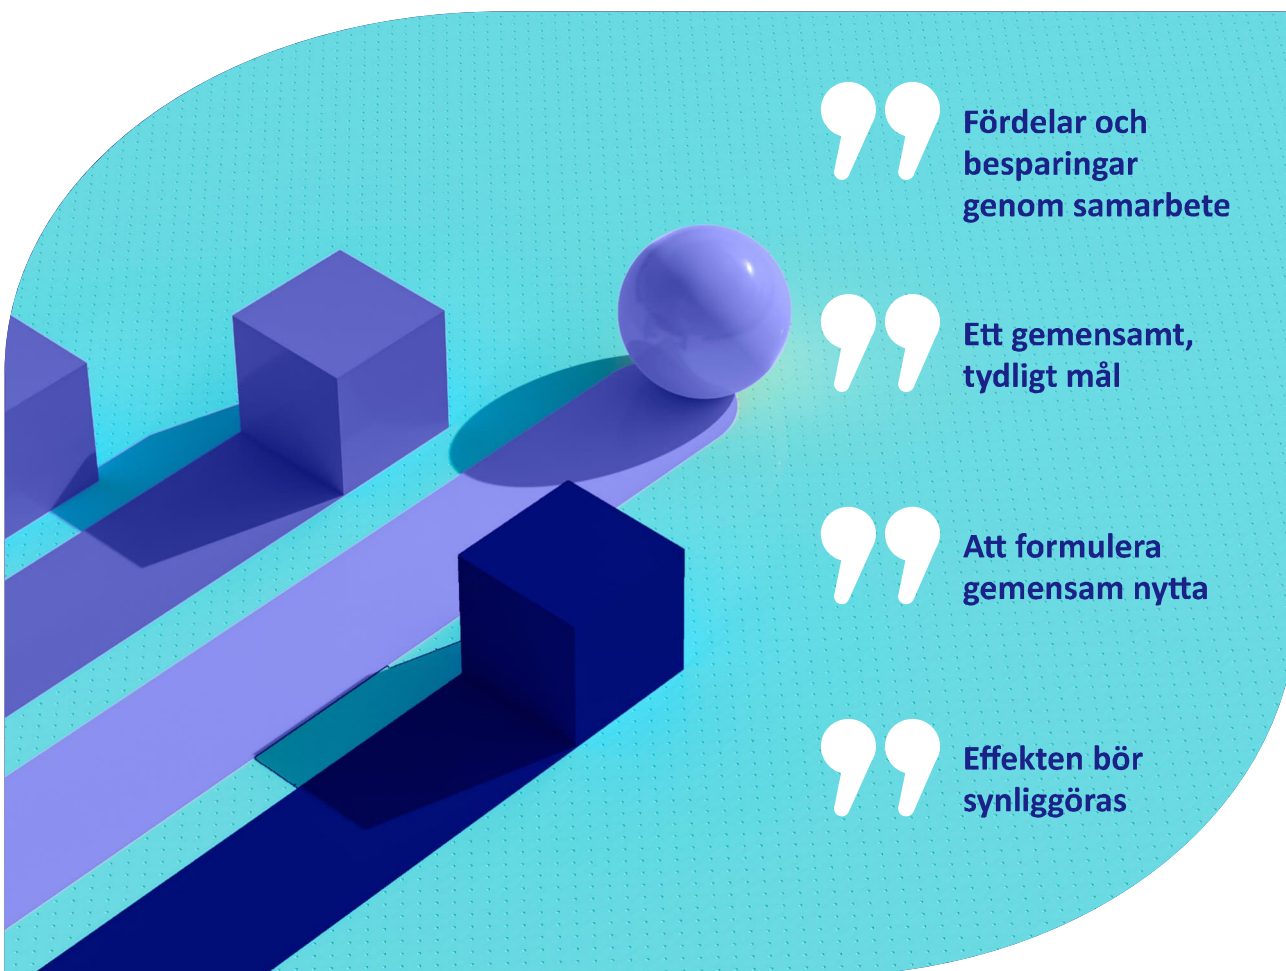 Fördelar och
besparingar
genom samarbete
Ett gemensamt,
tydligt mål
Att formulera
gemensam nytta
Effekten bör
synliggöras